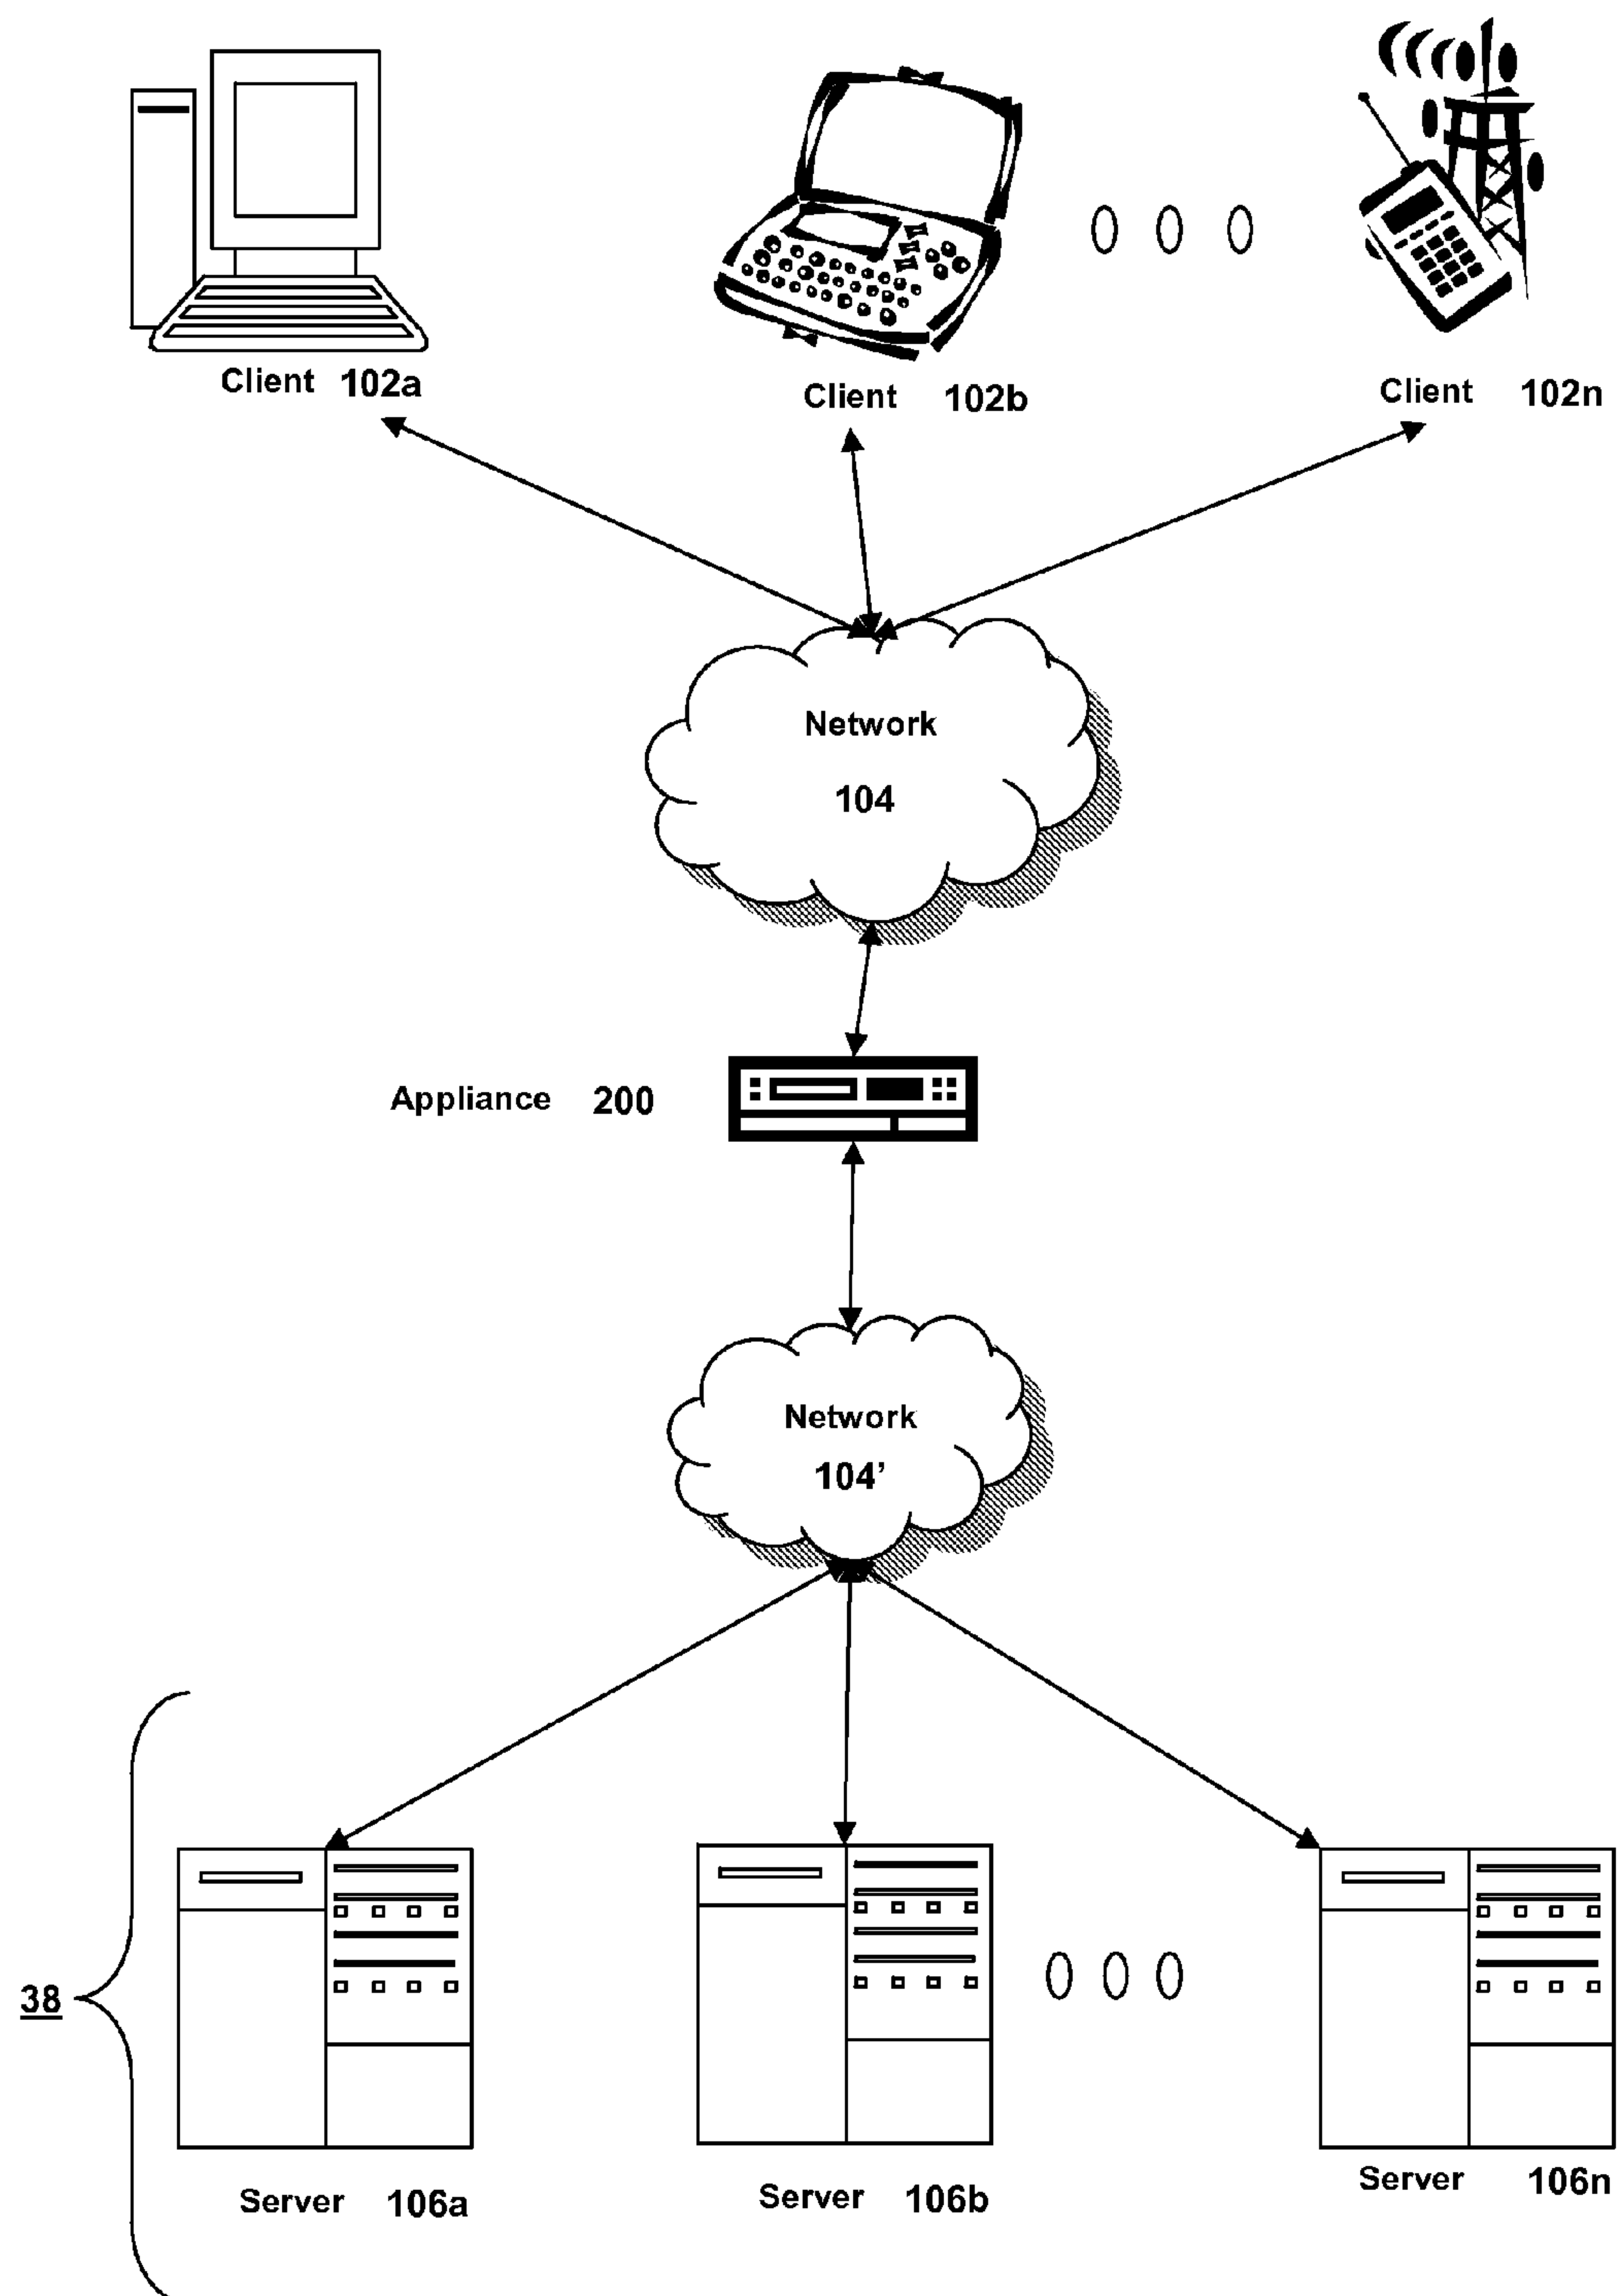 Client 102a
Client 102b
Client 102n
Network
104
Appliance 200
Network
104’
38
Server 106a
Server 106b
Server 106n